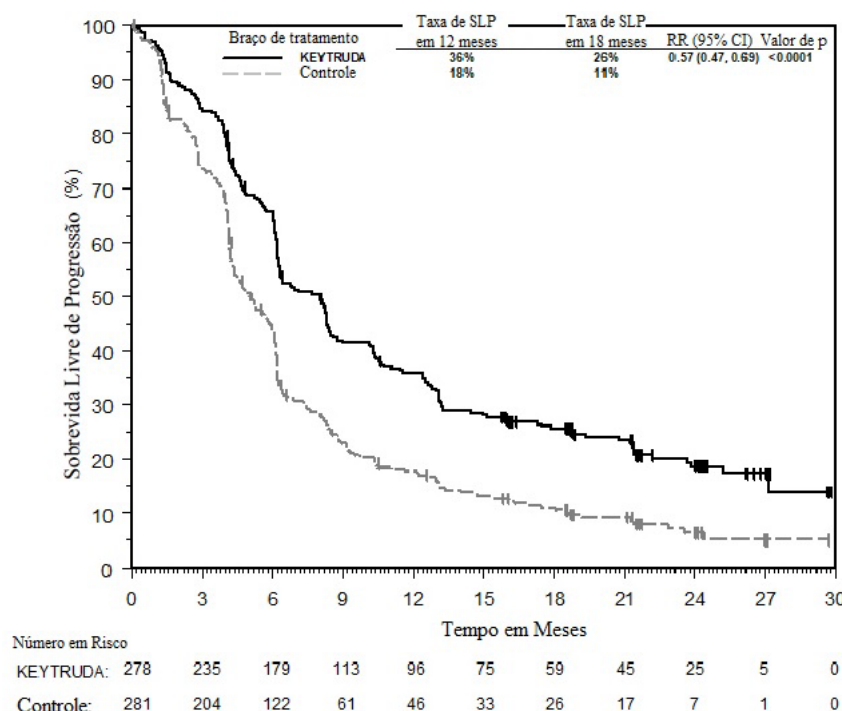 Braço de tratamento Taxa de SLP em 12 meses Taxa de SLP em 18 meses RR (95% CI) Valor de p
KEYTRUDA 36% 26% 0.57 (0.47, 0.69) <0.0001
Controle 18% 11%
Sobrevida Livre de Progressão (%)
100
90
80
70
60
50
40
30
20
10
0
0 3 6 9 12 15 18 21 24 27 30
Tempo em Meses
Número em Risco
KEYTRUDA: 278 235 179 113 96 75 59 45 25 5 0
Controle: 281 204 122 61 46 33 26 17 7 1 0